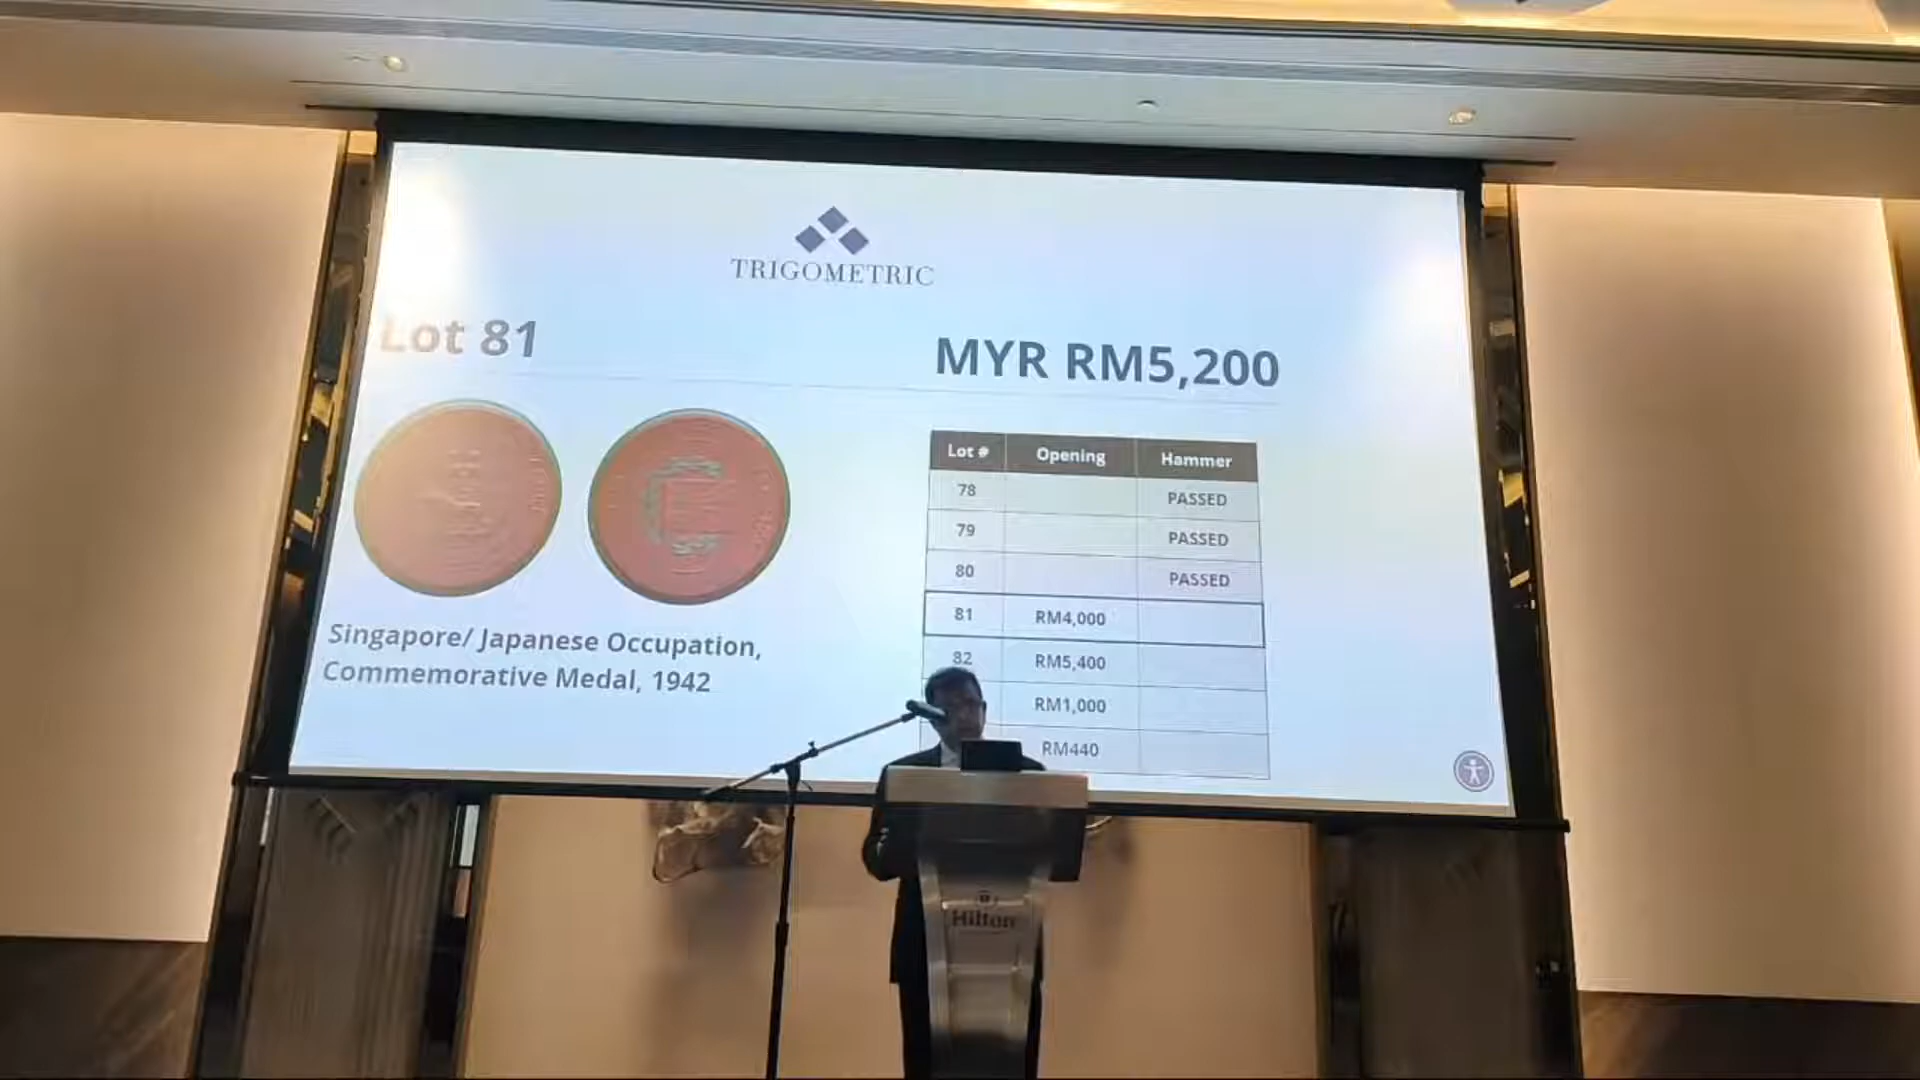 TRIGOMETRIC
Lot 81
MYR RM5,200
Singapore/ Japanese Occupation,
Commemorative Medal, 1942
Lot # Opening Hammer
78 PASSED
79 PASSED
80 PASSED
81 RM4,000
82 RM5,400
RM1,000
RM440
Hilton